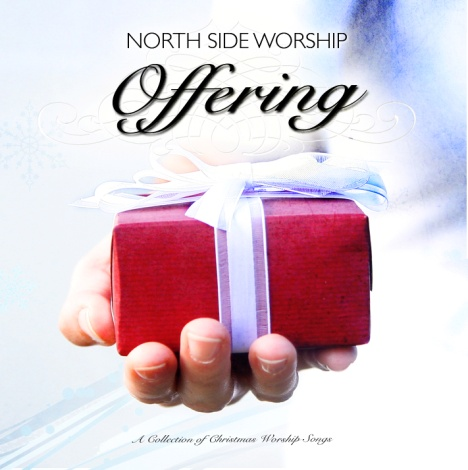 NORTH SIDE WORSHIP
Offering
A Collection of Christmas Worship Songs